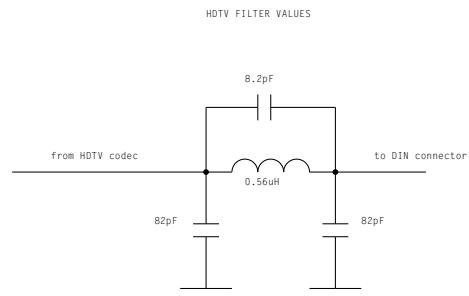 HDTV FILTER VALUES
8.2pF
from HDTV codec
to DIN connector
0.56uH
82pF
82pF